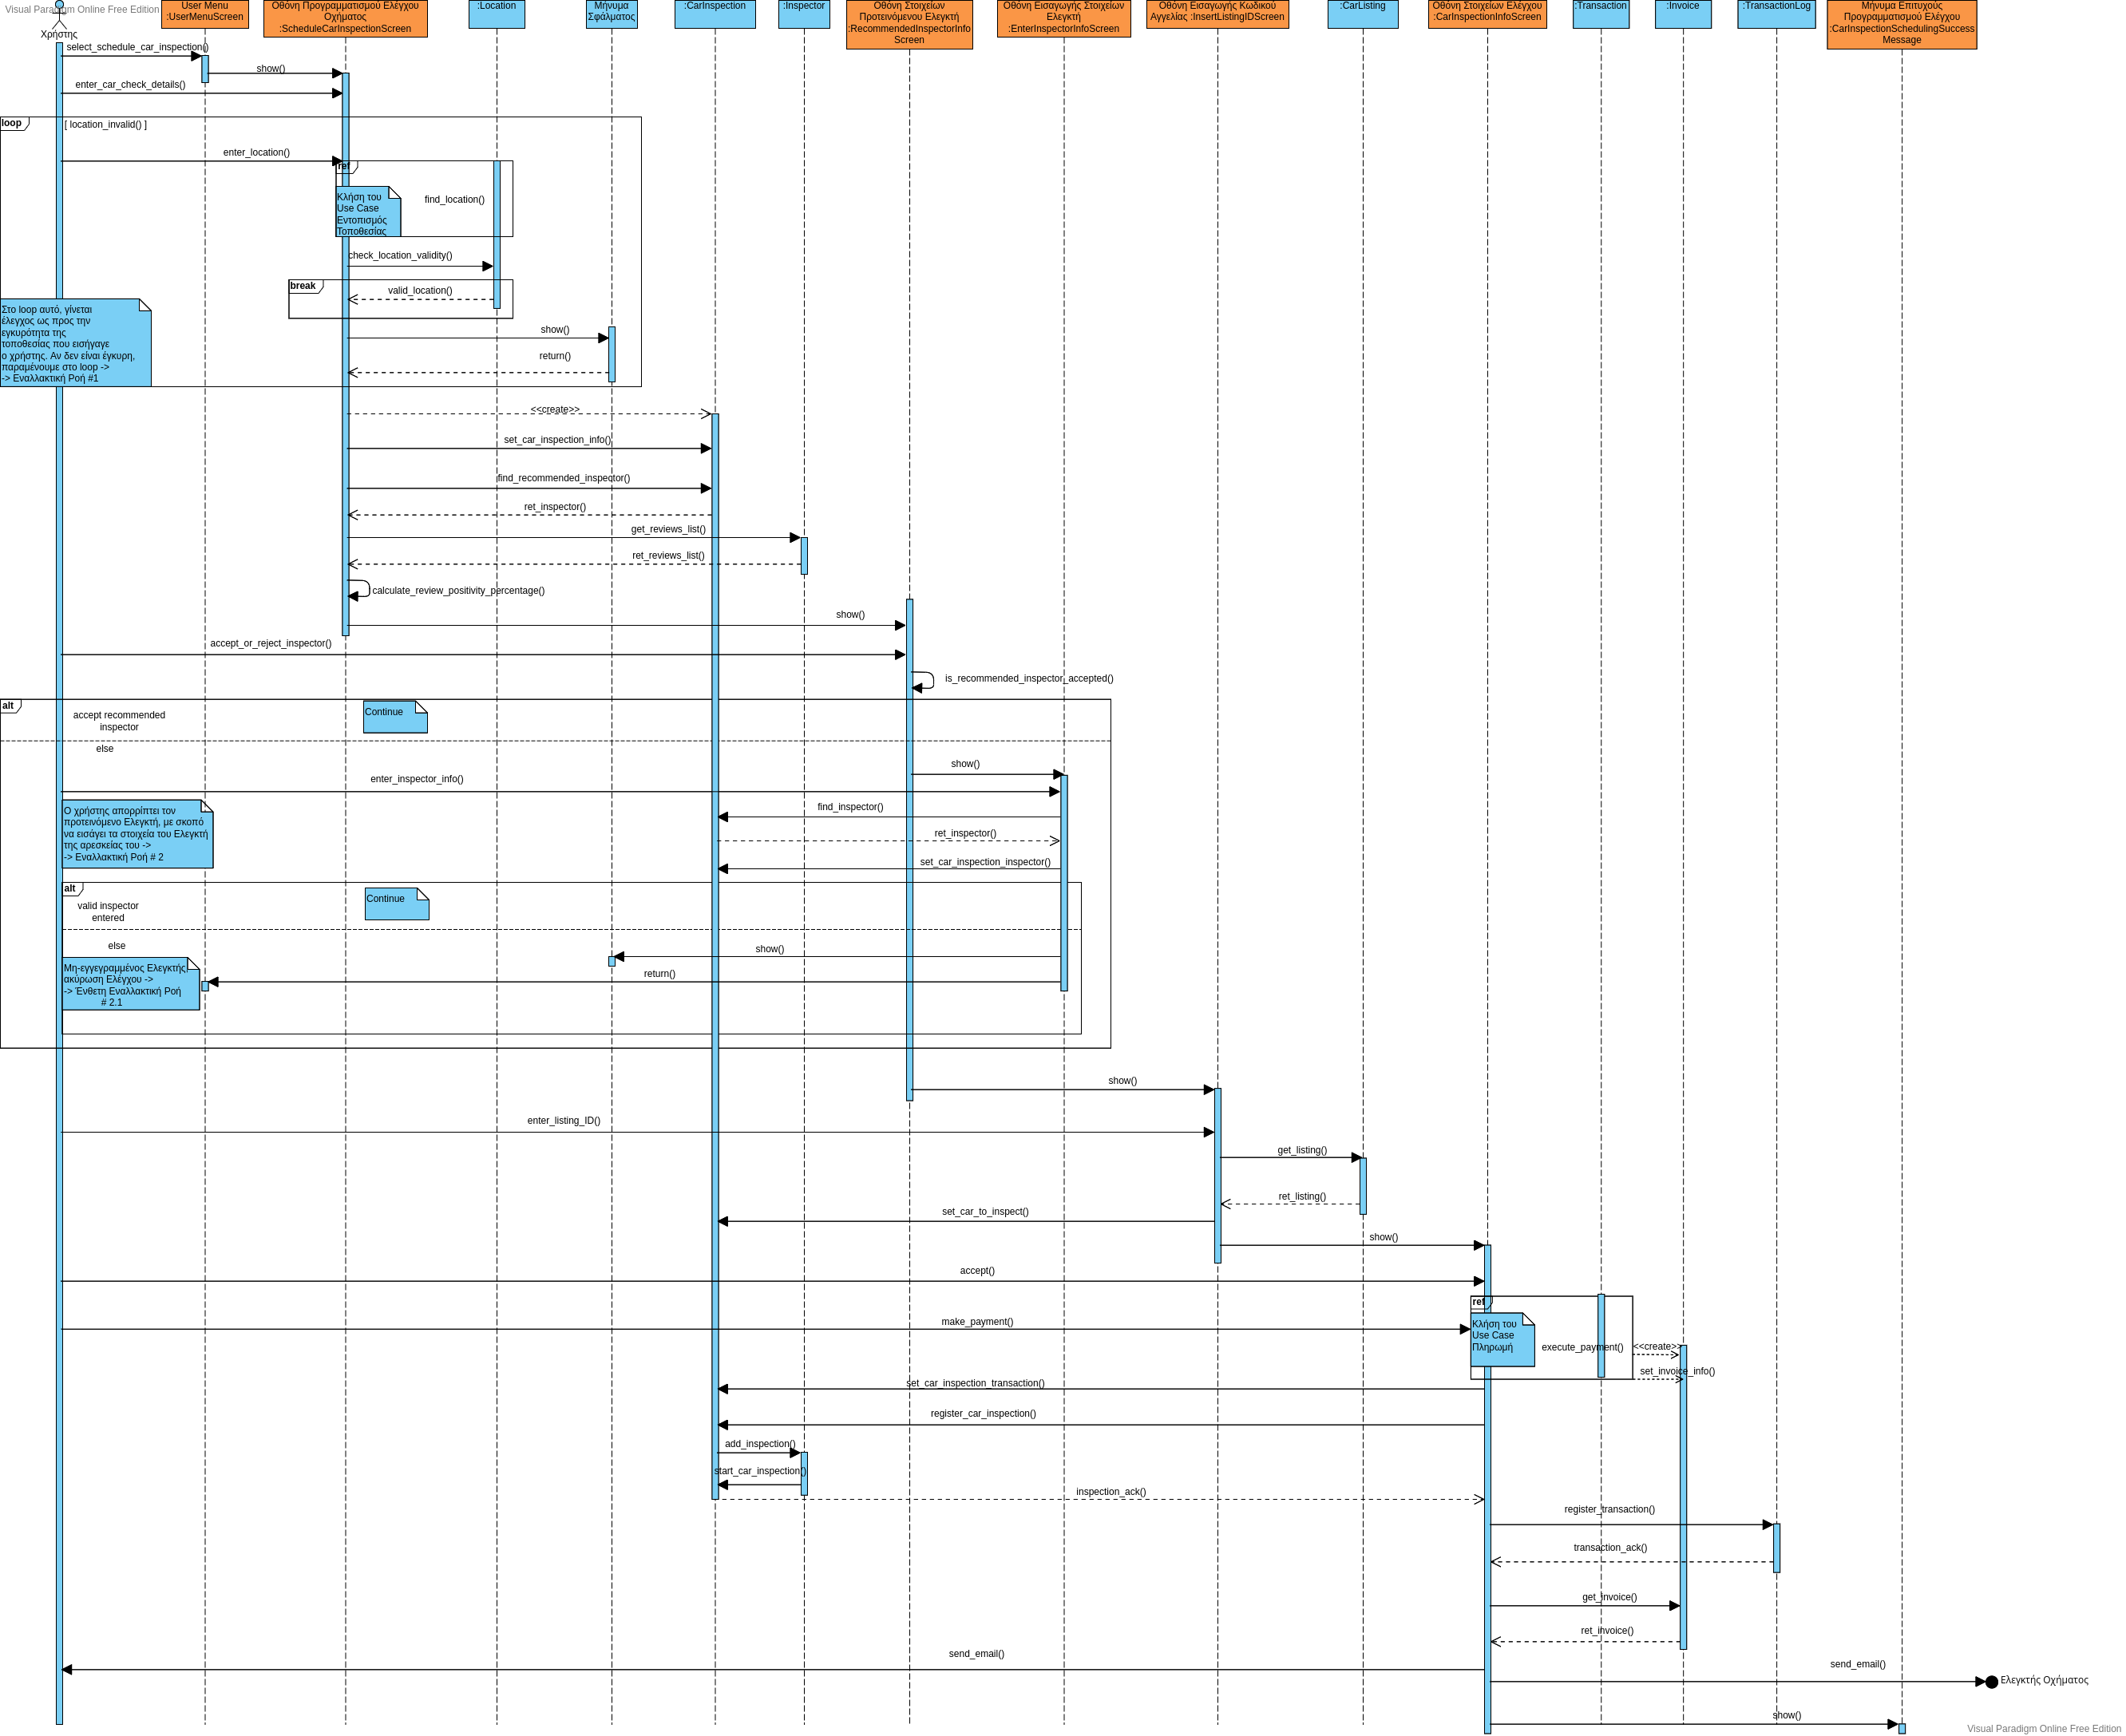 Visual Paradigm Online Free Edition
Χρήστης
User Menu
:UserMenuScreen
Οθόνη Προγραμματισμού Ελέγχου
Οχήματος
:ScheduleCarInspectionScreen
:Location
Μήνυμα
Σφάλματος
:CarInspection
:Inspector
Οθόνη Στοιχείων
Προτεινόμενου Ελεγκτή
:RecommendedInspectorInfo
Screen
Οθόνη Εισαγωγής Στοιχείων
Ελεγκτή
:EnterInspectorInfoScreen
Οθόνη Εισαγωγής Κωδικού
Αγγελίας :InsertListingIDScreen
:CarListing
Οθόνη Στοιχείων Ελέγχου
:CarInspectionInfoScreen
:Transaction
:Invoice
:TransactionLog
Μήνυμα Επιτυχούς
Προγραμματισμού Ελέγχου
:CarInspectionSchedulingSuccess
Message
select_schedule_car_inspection()
show()
enter_car_check_details()
loop
[ location_invalid() ]
enter_location()
ref
Κλήση του
Use Case
Εντοπισμός
Τοποθεσίας
find_location()
check_location_validity()
break
valid_location()
Στο loop αυτό, γίνεται
έλεγχος ως προς την
εγκυρότητα της
τοποθεσίας που εισήγαγε
ο χρήστης. Αν δεν είναι έγκυρη,
παραμένουμε στο loop ->
-> Εναλλακτική Ροή #1
show()
return()
<<create>>
set_car_inspection_info()
find_recommended_inspector()
ret_inspector()
get_reviews_list()
ret_reviews_list()
calculate_review_positivity_percentage()
show()
accept_or_reject_inspector()
is_recommended_inspector_accepted()
alt
accept recommended
inspector
Continue
else
show()
enter_inspector_info()
Ο χρήστης απορρίπτει τον
προτεινόμενο Ελεγκτή, με σκοπό
να εισάγει τα στοιχεία του Ελεγκτή
της αρεσκείας του ->
-> Εναλλακτική Ροή # 2
find_inspector()
ret_inspector()
set_car_inspection_inspector()
alt
valid inspector
entered
Continue
else
show()
Μη-εγγεγραμμένος Ελεγκτής,
ακύρωση Ελέγχου ->
-> Ένθετη Εναλλακτική Ροή
# 2.1
return()
show()
enter_listing_ID()
get_listing()
ret_listing()
set_car_to_inspect()
show()
accept()
ref
make_payment()
Κλήση του
Use Case
Πληρωμή
execute_payment()
<<create>>
set_invoice_info()
set_car_inspection_transaction()
register_car_inspection()
add_inspection()
start_car_inspection()
inspection_ack()
register_transaction()
transaction_ack()
get_invoice()
ret_invoice()
send_email()
send_email()
Ελεγκτής Οχήματος
show()
Visual Paradigm Online Free Edition